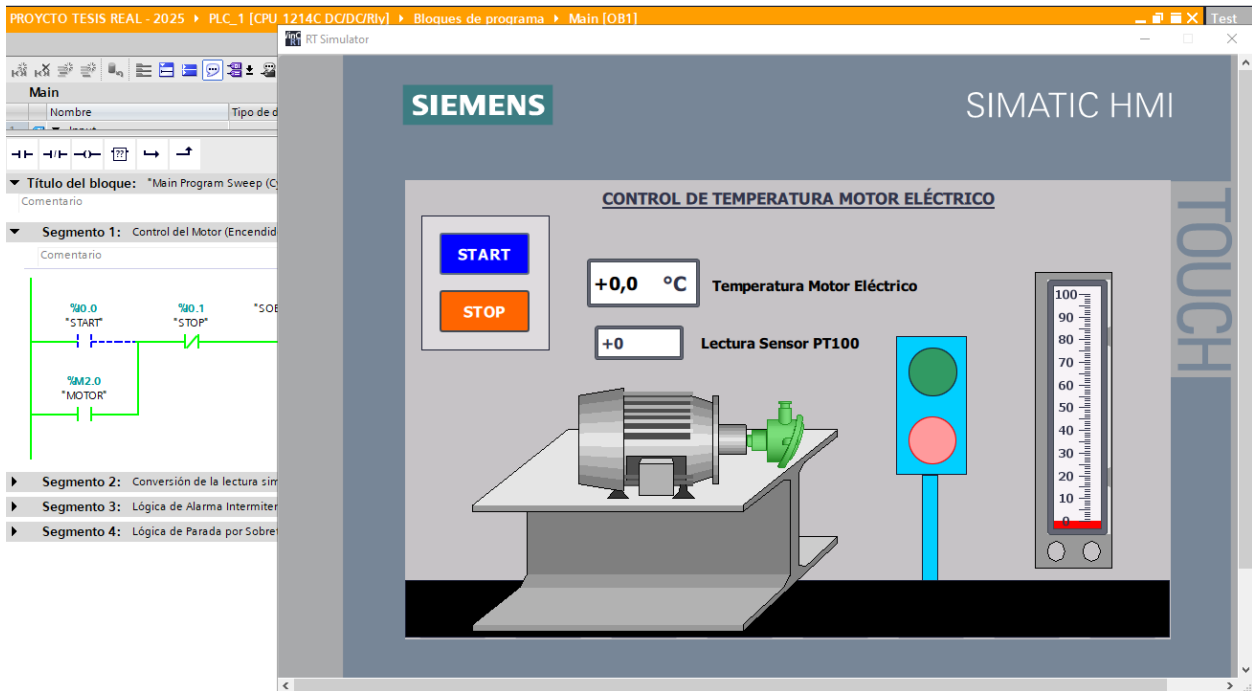 PROYCTO TESIS REAL - 2025 ▸ PLC_1 [CPU 1214C DC/DC/Rly] ▸ Bloques de programa ▸ Main [OB1]
Test
RT Simulator
Main
Nombre
Tipo de d
Título del bloque: "Main Program Sweep (Cy
Comentario
Segmento 1: Control del Motor (Encendid
Comentario
%I0.0
"START"
%I0.1
"STOP"
"SOB
%M2.0
"MOTOR"
Segmento 2: Conversión de la lectura sim
Segmento 3: Lógica de Alarma Intermiten
Segmento 4: Lógica de Parada por Sobret
SIEMENS
SIMATIC HMI
TOUCH
CONTROL DE TEMPERATURA MOTOR ELÉCTRICO
START
STOP
+0,0 °C
Temperatura Motor Eléctrico
+0
Lectura Sensor PT100
100
90
80
70
60
50
40
30
20
10
0